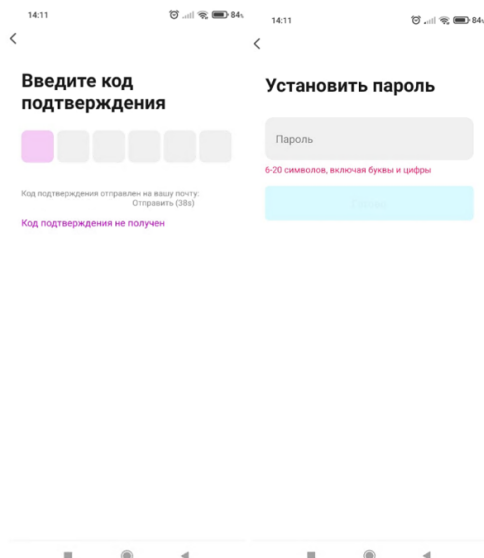 14:11
84
Введите код
подтверждения
Код подтверждения отправлен на вашу почту:
Отправить (38s)
Код подтверждения не получен
14:11
84
Установить пароль
Пароль
6-20 символов, включая буквы и цифры